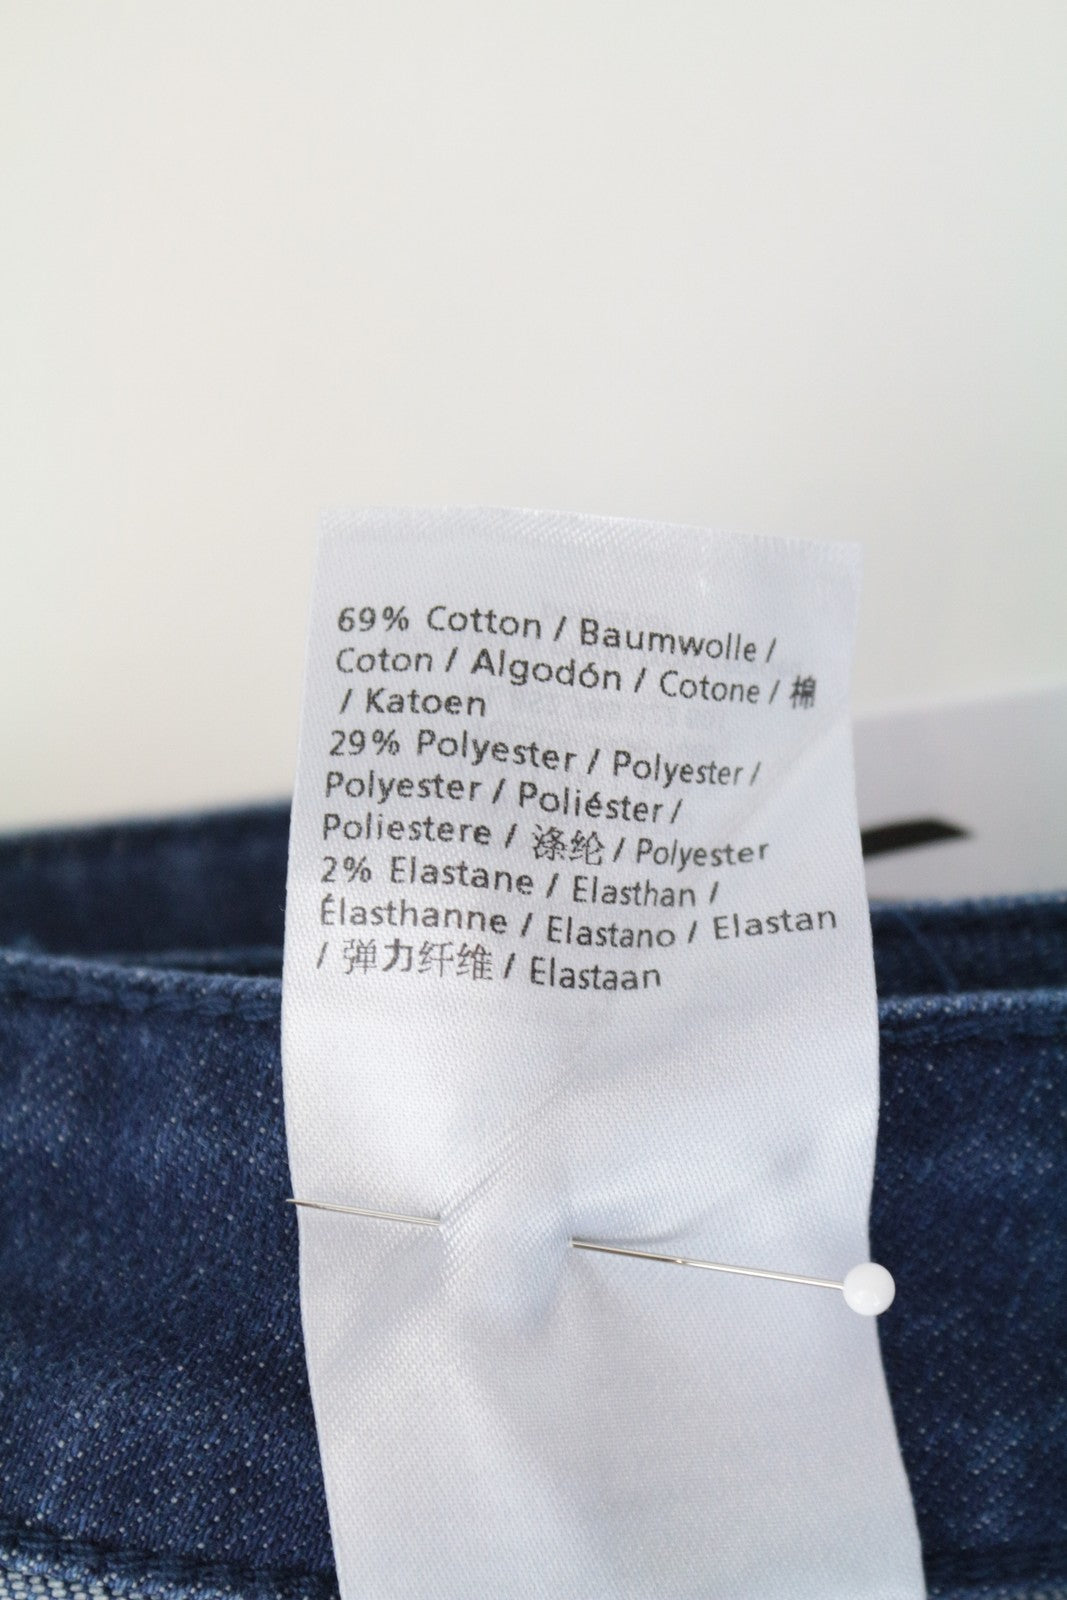 69% Cotton / Baumwolle /
Coton / Algodón / Cotone / 棉
/ Katoen
29% Polyester / Polyester /
Polyester / Poliéster /
Poliestere / 涤纶 / Polyester
2% Elastane / Elasthan /
Élasthanne / Elastano / Elastan
/ 弹力纤维 / Elastaan